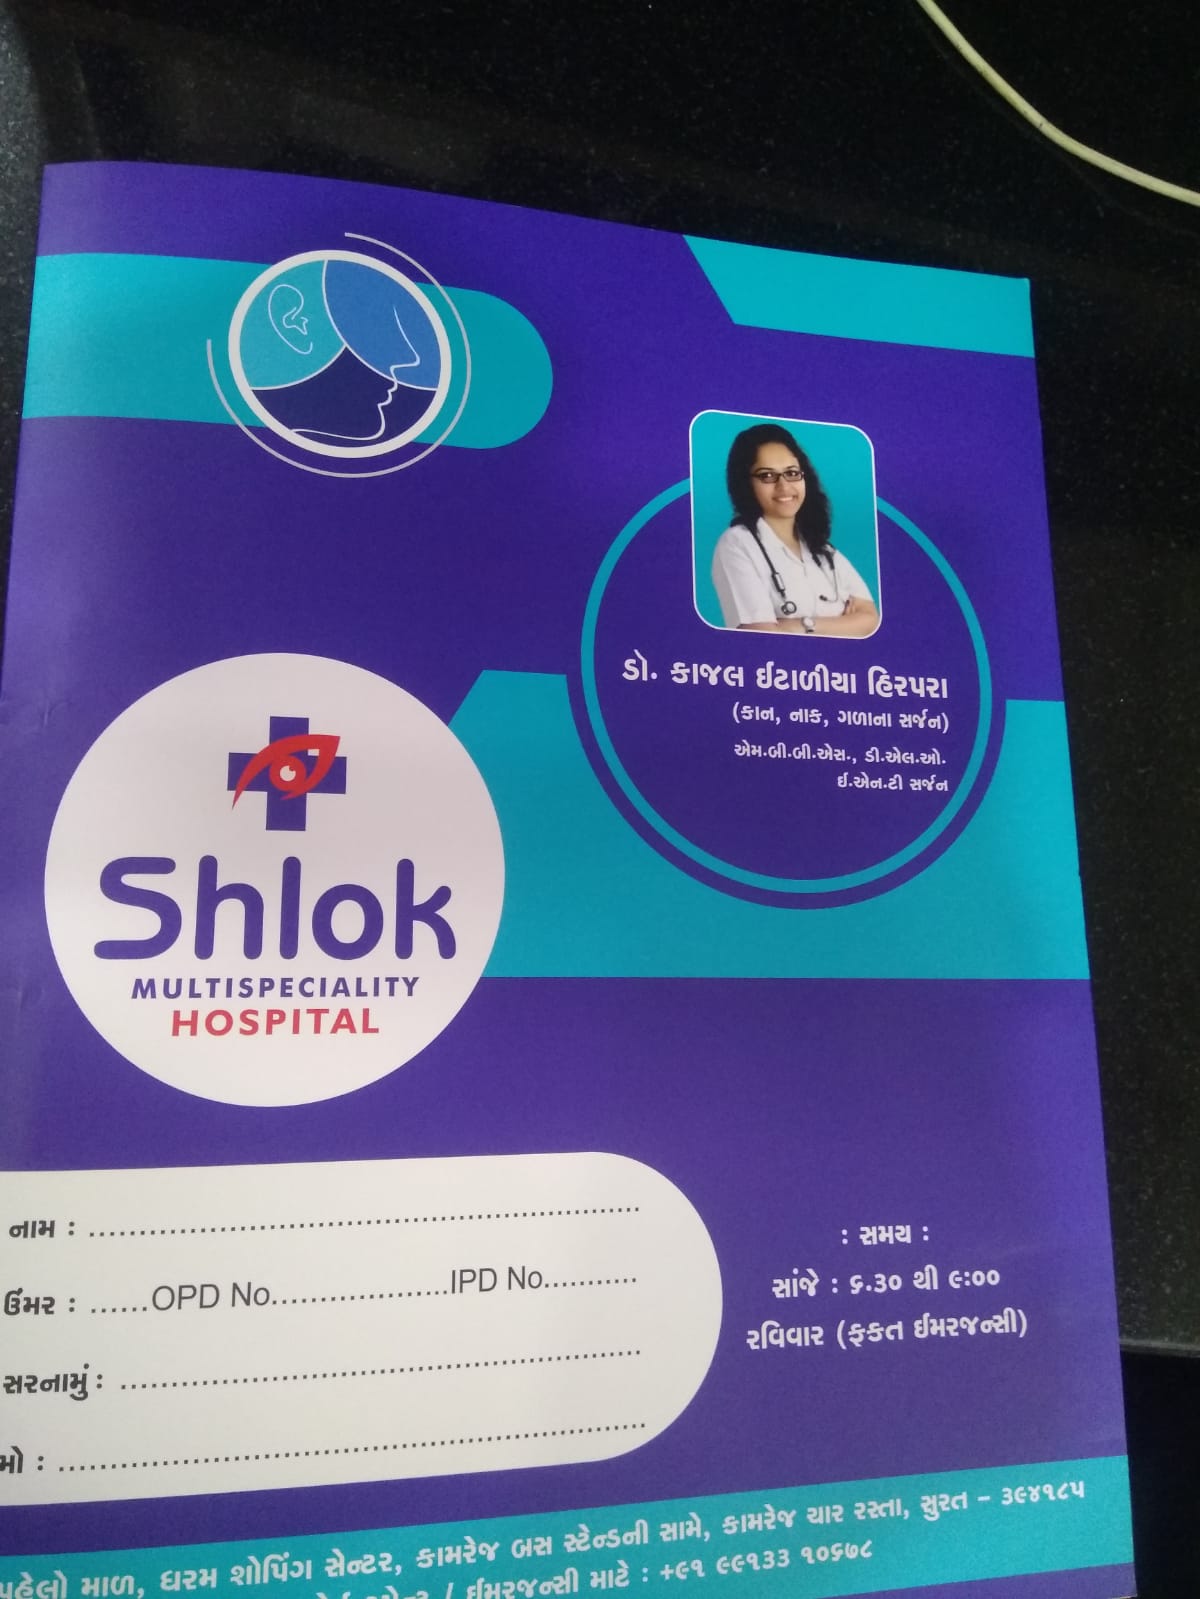 ડો. કાજલ ઈટાળીયા હિરપરા
(કાન, નાક, ગળાના સર્જન)
એમ.બી.બી.એસ., ડી.એલ.ઓ.
ઇ.એન.ટી સર્જન
Shlok
MULTISPECIALITY
HOSPITAL
નામ : ................................................................
ઉંમર : ......OPD No.....................IPD No...........
સરનામું : ................................................................
મો : ................................................................
: સમય :
સાંજે : ૬.૩૦ થી ૯:૦૦
રવિવાર (ફકત ઈમરજન્સી)
પહેલો માળ, ધરમ શોપિંગ સેન્ટર, કામરેજ બસ સ્ટેન્ડની સામે, કામરેજ ચાર રસ્તા, સુરત - ૩૯૪૧૮૫
/ ઈમરજન્સી માટે : +૯૧ ૯૯૧૩૩ ૧૦૬૭૮